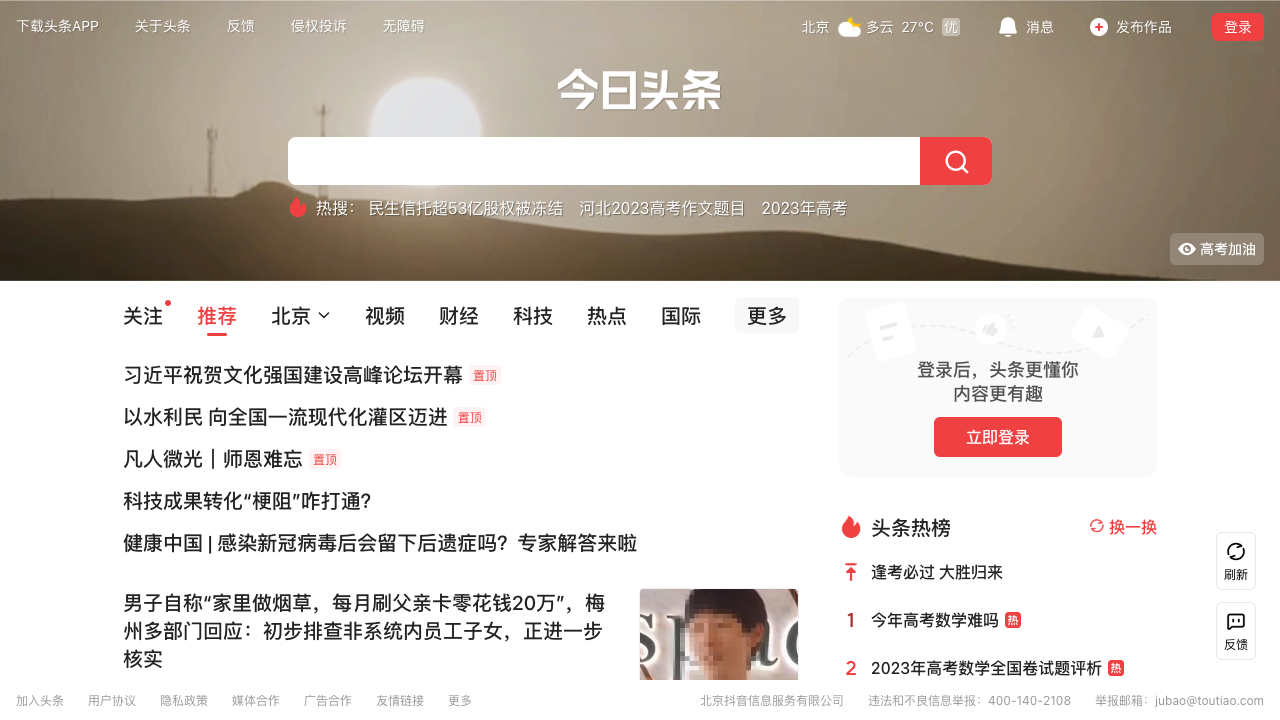 下载头条APP 关于头条 反馈 侵权投诉 无障碍 北京 多云 27°C 优 消息 发布作品 登录
今日头条
热搜： 民生信托超53亿股权被冻结 河北2023高考作文题目 2023年高考
高考加油
关注 推荐 北京 视频 财经 科技 热点 国际 更多
习近平祝贺文化强国建设高峰论坛开幕 置顶
以水利民 向全国一流现代化灌区迈进 置顶
凡人微光｜师恩难忘 置顶
科技成果转化“梗阻”咋打通？
健康中国 | 感染新冠病毒后会留下后遗症吗？专家解答来啦
男子自称“家里做烟草，每月刷父亲卡零花钱20万”，梅
州多部门回应：初步排查非系统内员工子女，正进一步
核实
登录后，头条更懂你
内容更有趣
立即登录
头条热榜 换一换
逢考必过 大胜归来
1 今年高考数学难吗 热
2 2023年高考数学全国卷试题评析 热
刷新
反馈
加入头条 用户协议 隐私政策 媒体合作 广告合作 友情链接 更多 北京抖音信息服务有限公司 违法和不良信息举报：400-140-2108 举报邮箱：jubao@toutiao.com